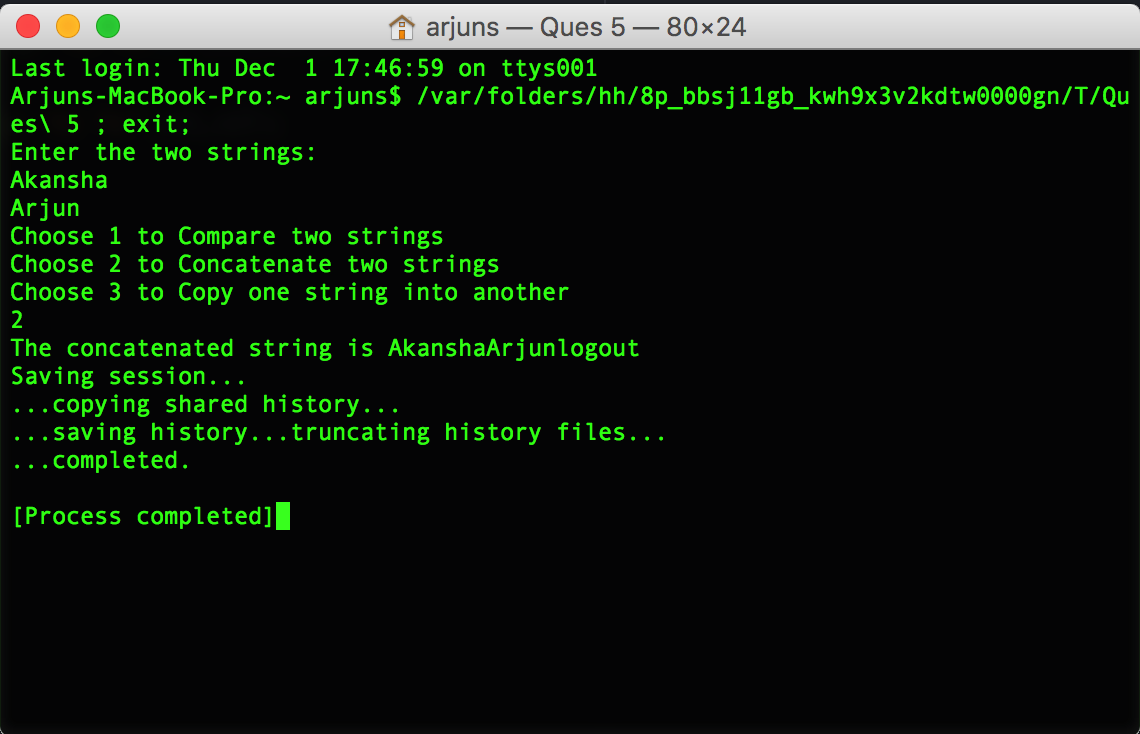 arjuns — Ques 5 — 80×24
Last login: Thu Dec  1 17:46:59 on ttys001
Arjuns-MacBook-Pro:~ arjuns$ /var/folders/hh/8p_bbsj11gb_kwh9x3v2kdtw0000gn/T/Qu
es\ 5 ; exit;
Enter the two strings:
Akansha
Arjun
Choose 1 to Compare two strings
Choose 2 to Concatenate two strings
Choose 3 to Copy one string into another
2
The concatenated string is AkanshaArjunlogout
Saving session...
...copying shared history...
...saving history...truncating history files...
...completed.
[Process completed]